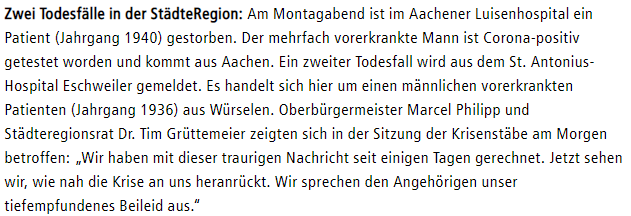 Zwei Todesfälle in der StädteRegion: Am Montagabend ist im Aachener Luisenhospital ein
Patient (Jahrgang 1940) gestorben. Der mehrfach vorerkrankte Mann ist Corona-positiv
getestet worden und kommt aus Aachen. Ein zweiter Todesfall wird aus dem St. Antonius-
Hospital Eschweiler gemeldet. Es handelt sich hier um einen männlichen vorerkrankten
Patienten (Jahrgang 1936) aus Würselen. Oberbürgermeister Marcel Philipp und
Städteregionsrat Dr. Tim Grüttemeier zeigten sich in der Sitzung der Krisenstäbe am Morgen
betroffen: „Wir haben mit dieser traurigen Nachricht seit einigen Tagen gerechnet. Jetzt sehen
wir, wie nah die Krise an uns heranrückt. Wir sprechen den Angehörigen unser
tiefempfundenes Beileid aus.“